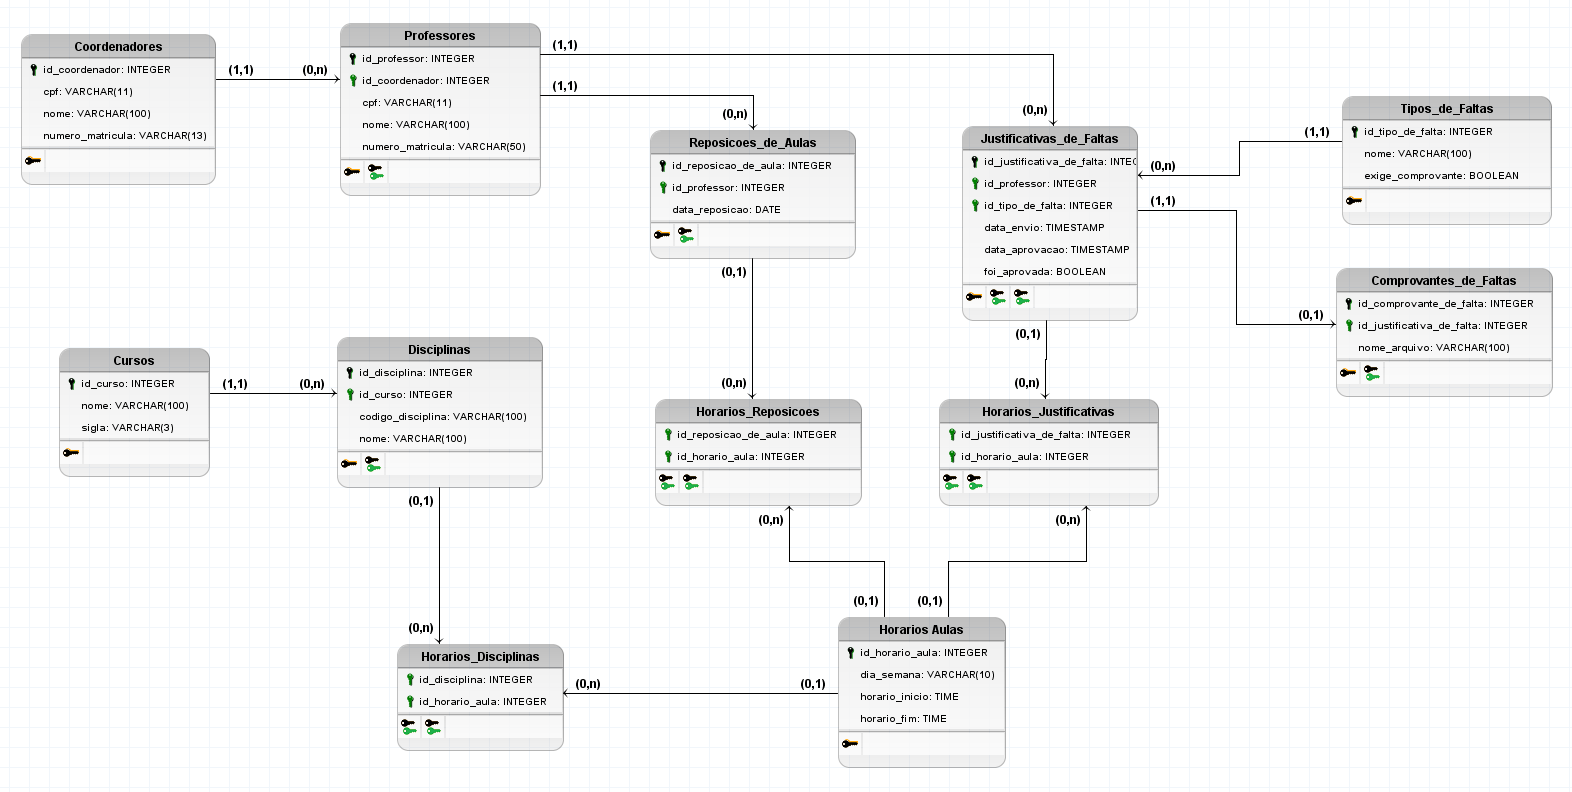 Coordenadores
id_coordenador: INTEGER
cpf: VARCHAR(11)
nome: VARCHAR(100)
numero_matricula: VARCHAR(13)
(1,1)
(0,n)
Professores
id_professor: INTEGER
id_coordenador: INTEGER
cpf: VARCHAR(11)
nome: VARCHAR(100)
numero_matricula: VARCHAR(50)
(1,1)
(1,1)
(0,n)
(0,n)
Reposicoes_de_Aulas
id_reposicao_de_aula: INTEGER
id_professor: INTEGER
data_reposicao: DATE
Justificativas_de_Faltas
id_justificativa_de_falta: INTEG
id_professor: INTEGER
id_tipo_de_falta: INTEGER
data_envio: TIMESTAMP
data_aprovacao: TIMESTAMP
foi_aprovada: BOOLEAN
Tipos_de_Faltas
id_tipo_de_falta: INTEGER
nome: VARCHAR(100)
exige_comprovante: BOOLEAN
(1,1)
(0,n)
(1,1)
(0,1)
Comprovantes_de_Faltas
id_comprovante_de_falta: INTEGER
id_justificativa_de_falta: INTEGER
nome_arquivo: VARCHAR(100)
(0,1)
(0,n)
(0,1)
(0,n)
Cursos
id_curso: INTEGER
nome: VARCHAR(100)
sigla: VARCHAR(3)
(1,1)
(0,n)
Disciplinas
id_disciplina: INTEGER
id_curso: INTEGER
codigo_disciplina: VARCHAR(100)
nome: VARCHAR(100)
Horarios_Reposicoes
id_reposicao_de_aula: INTEGER
id_horario_aula: INTEGER
Horarios_Justificativas
id_justificativa_de_falta: INTEGER
id_horario_aula: INTEGER
(0,1)
(0,n)
(0,n)
(0,n)
(0,1)
(0,1)
Horarios_Disciplinas
id_disciplina: INTEGER
id_horario_aula: INTEGER
(0,n)
(0,1)
Horarios Aulas
id_horario_aula: INTEGER
dia_semana: VARCHAR(10)
horario_inicio: TIME
horario_fim: TIME